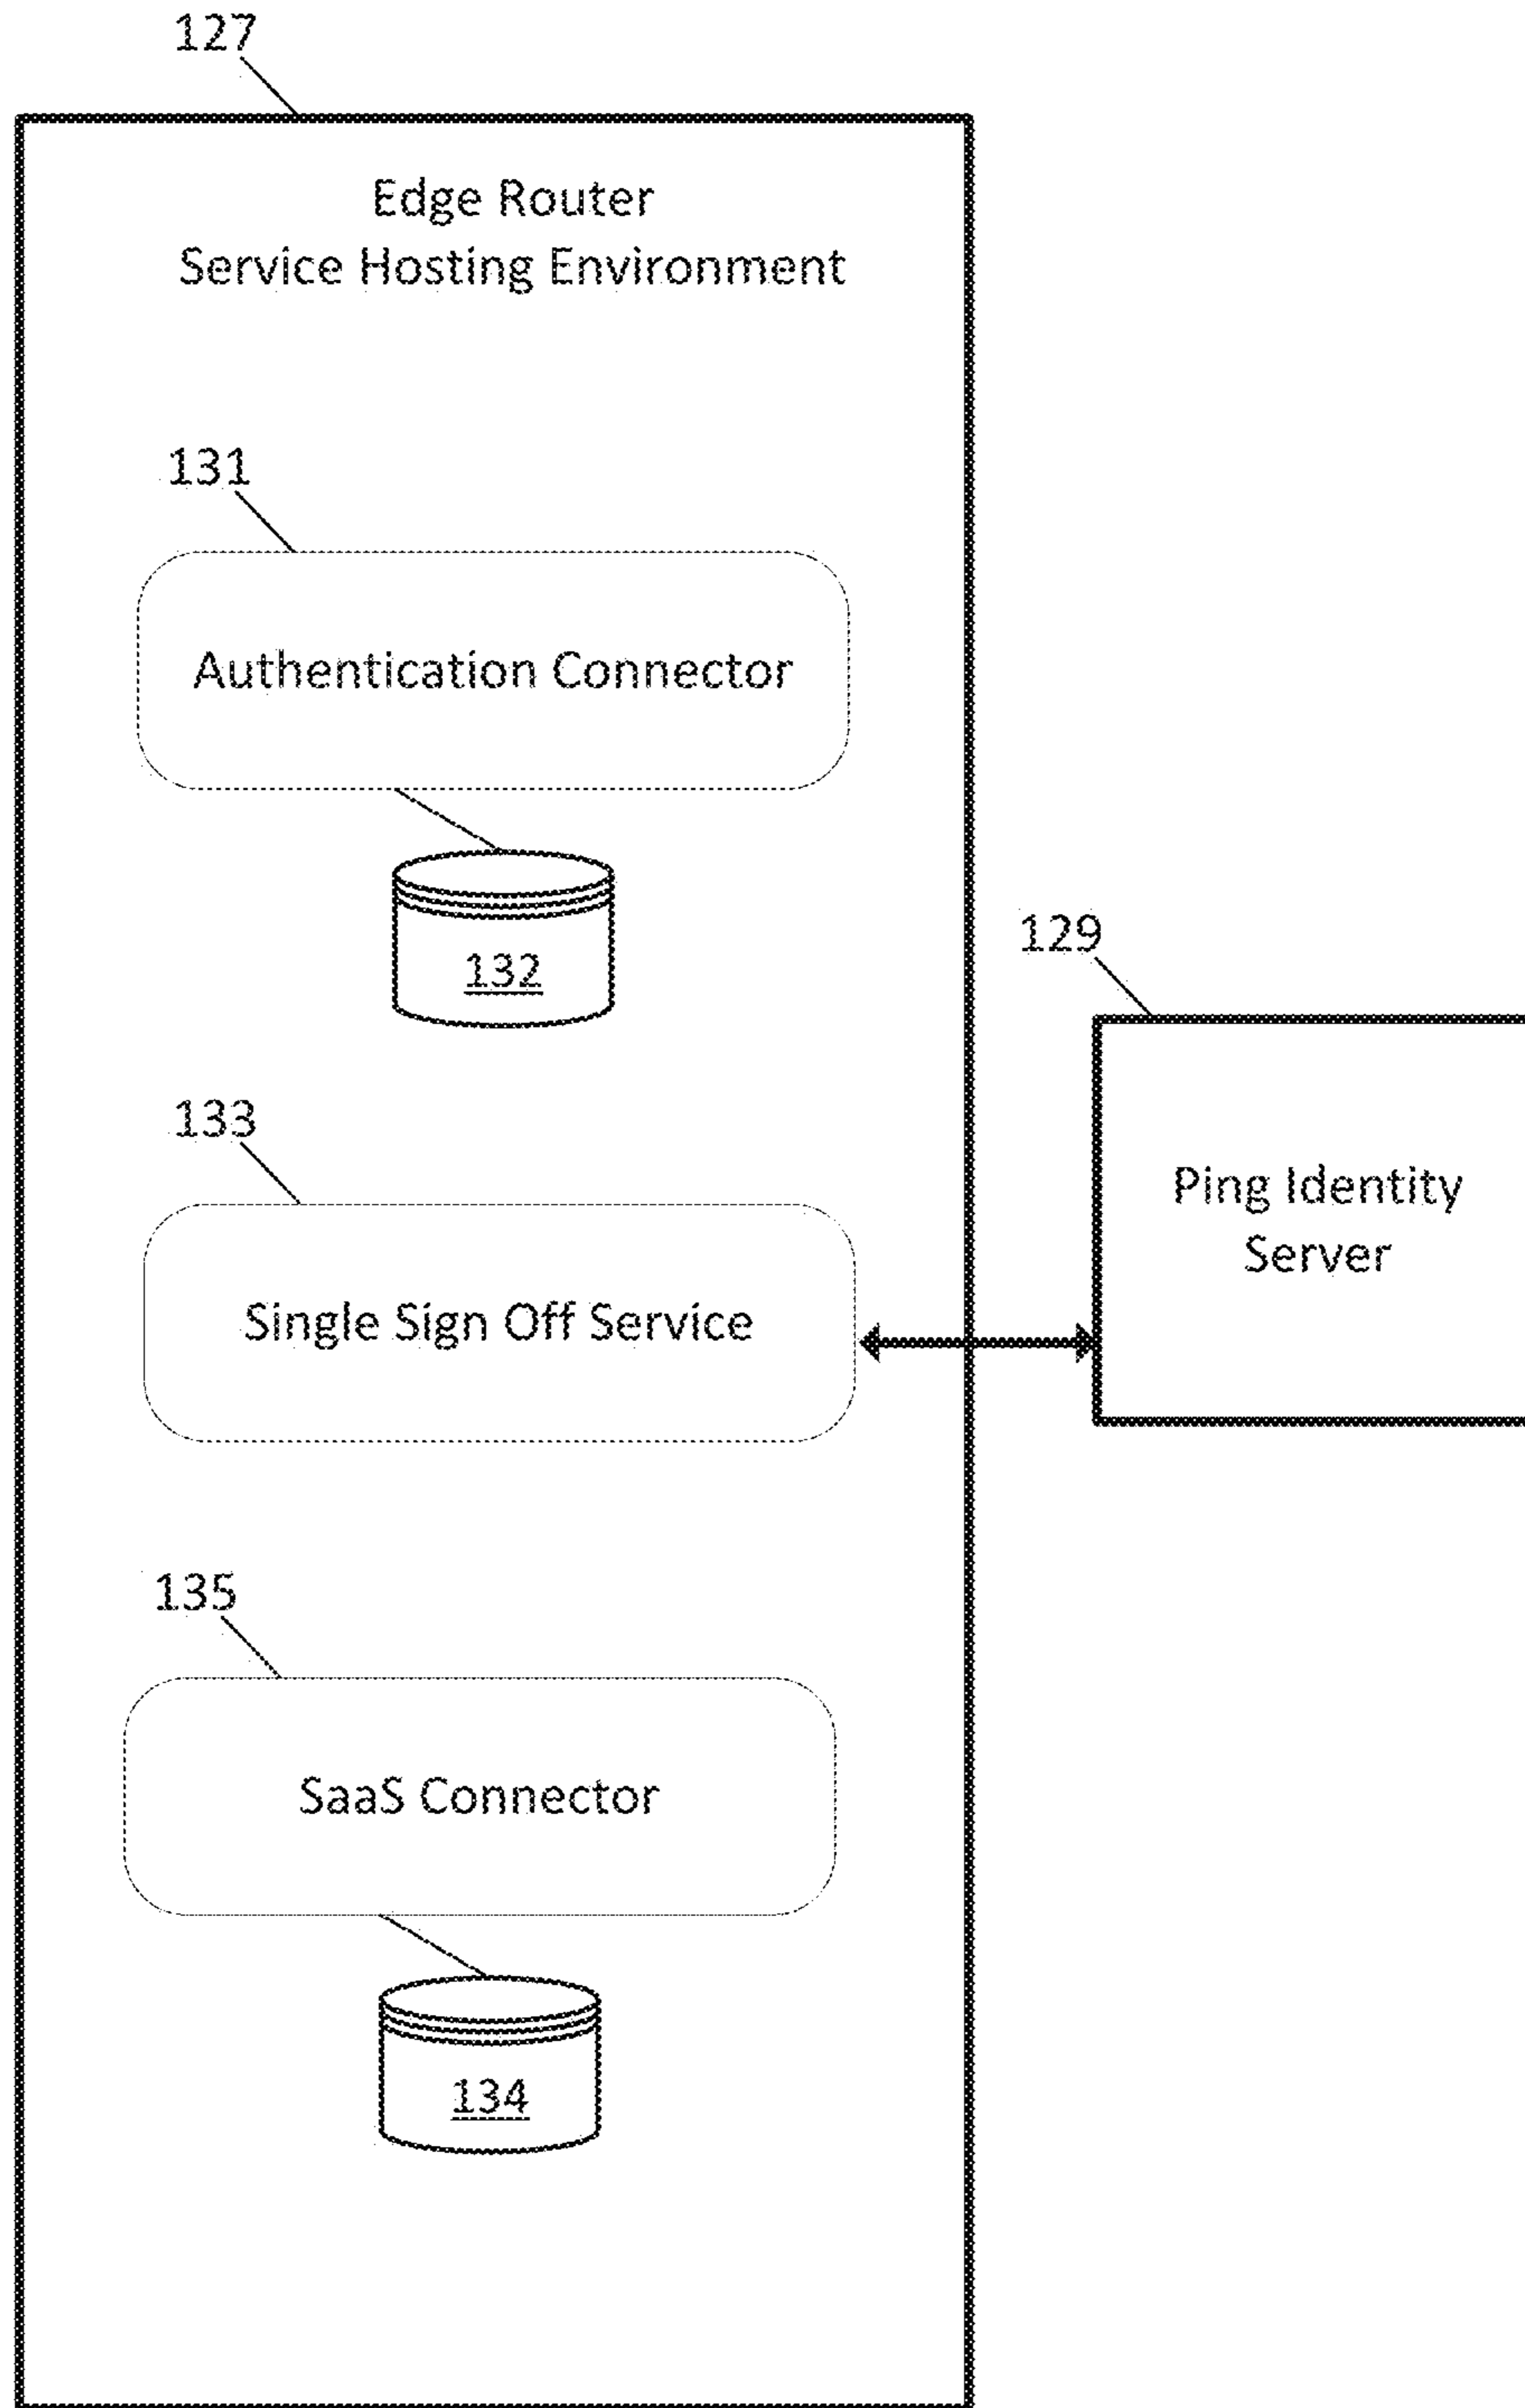 127
Edge Router
Service Hosting Environment
131
Authentication Connector
132
129
133
Ping Identity
Server
Single Sign Off Service
135
SaaS Connector
134